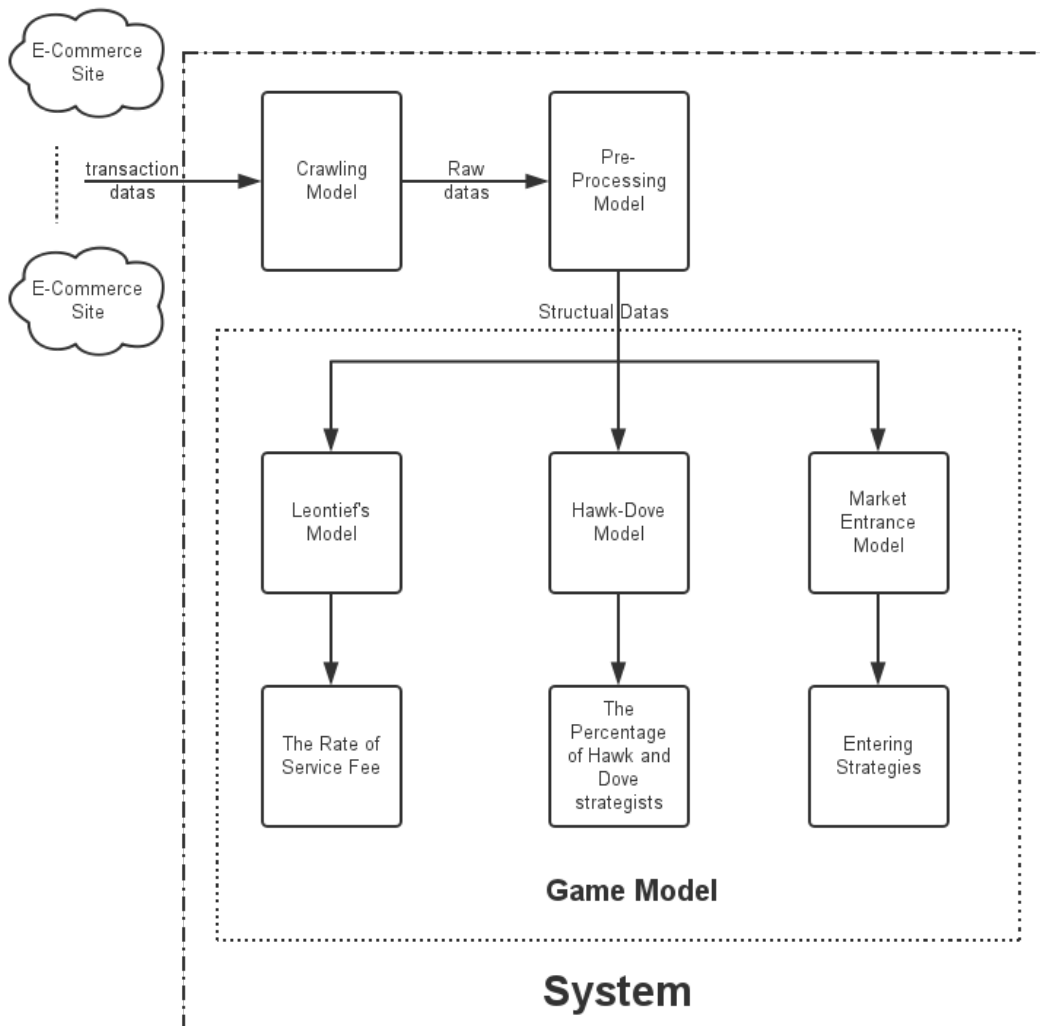 E-Commerce
Site
transaction
datas
Crawling
Model
Raw
datas
Pre-
Processing
Model
E-Commerce
Site
Structual Datas
Leontief's
Model
Hawk-Dove
Model
Market
Entrance
Model
The Rate of
Service Fee
The
Percentage
of Hawk and
Dove
strategists
Entering
Strategies
Game Model
System